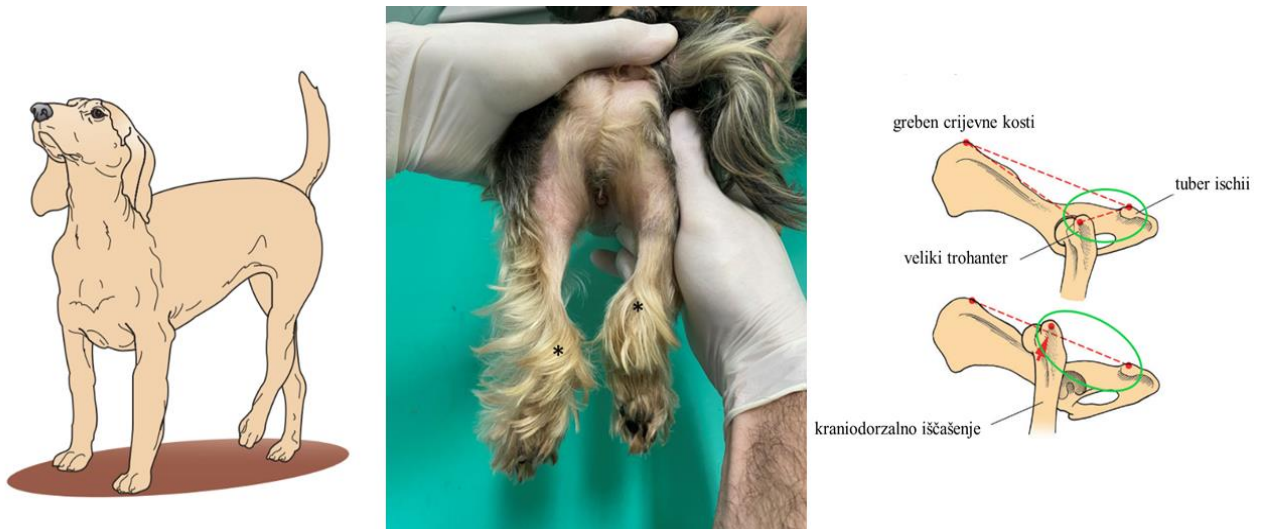 *
*
greben crijevne kosti
tuber ischii
veliki trohanter
kraniodorzalno iščašenje